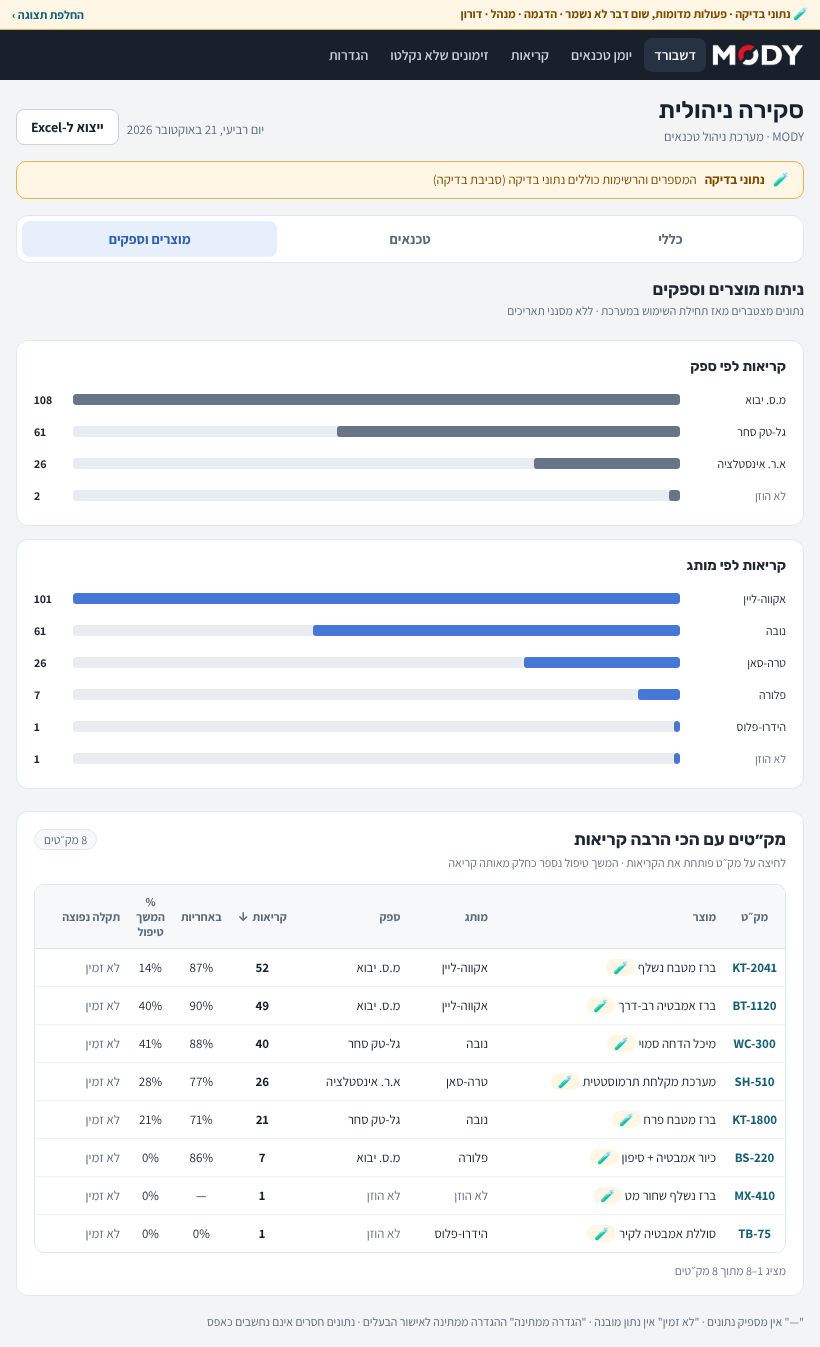 🧪 נתוני בדיקה · פעולות מדומות, שום דבר לא נשמר · הדגמה · מנהל · דורון
החלפת תצוגה ›
MODY דשבורד יומן טכנאים קריאות זימונים שלא נקלטו הגדרות
סקירה ניהולית
MODY · מערכת ניהול טכנאים
יום רביעי, 21 באוקטובר 2026
ייצוא ל-Excel
🧪 נתוני בדיקה המספרים והרשימות כוללים נתוני בדיקה (סביבת בדיקה)
כללי טכנאים מוצרים וספקים
ניתוח מוצרים וספקים
נתונים מצטברים מאז תחילת השימוש במערכת · ללא מסנני תאריכים
קריאות לפי ספק
מ.ס. יבוא 108
גל-טק סחר 61
א.ר. אינסטלציה 26
לא הוזן 2
קריאות לפי מותג
אקווה-ליין 101
נובה 61
טרה-סאן 26
פלורה 7
הידרו-פלוס 1
לא הוזן 1
מק״טים עם הכי הרבה קריאות
8 מק״טים
לחיצה על מק״ט פותחת את הקריאות · המשך טיפול נספר כחלק מאותה קריאה
מק״ט מוצר מותג ספק קריאות ↓ באחריות % המשך טיפול תקלה נפוצה
KT-2041 ברז מטבח נשלף 🧪 אקווה-ליין מ.ס. יבוא 52 87% 14% לא זמין
BT-1120 ברז אמבטיה רב-דרך 🧪 אקווה-ליין מ.ס. יבוא 49 90% 40% לא זמין
WC-300 מיכל הדחה סמוי 🧪 נובה גל-טק סחר 40 88% 41% לא זמין
SH-510 מערכת מקלחת תרמוסטטית 🧪 טרה-סאן א.ר. אינסטלציה 26 77% 28% לא זמין
KT-1800 ברז מטבח פרח 🧪 נובה גל-טק סחר 21 71% 21% לא זמין
BS-220 כיור אמבטיה + סיפון 🧪 פלורה מ.ס. יבוא 7 86% 0% לא זמין
MX-410 ברז נשלף שחור מט 🧪 לא הוזן לא הוזן 1 — 0% לא זמין
TB-75 סוללת אמבטיה לקיר 🧪 הידרו-פלוס לא הוזן 1 0% 0% לא זמין
מציג 1–8 מתוך 8 מק״טים
"—" אין מספיק נתונים · "לא זמין" אין נתון מובנה · "הגדרה ממתינה" ההגדרה ממתינה לאישור הבעלים · נתונים חסרים אינם נחשבים כאפס